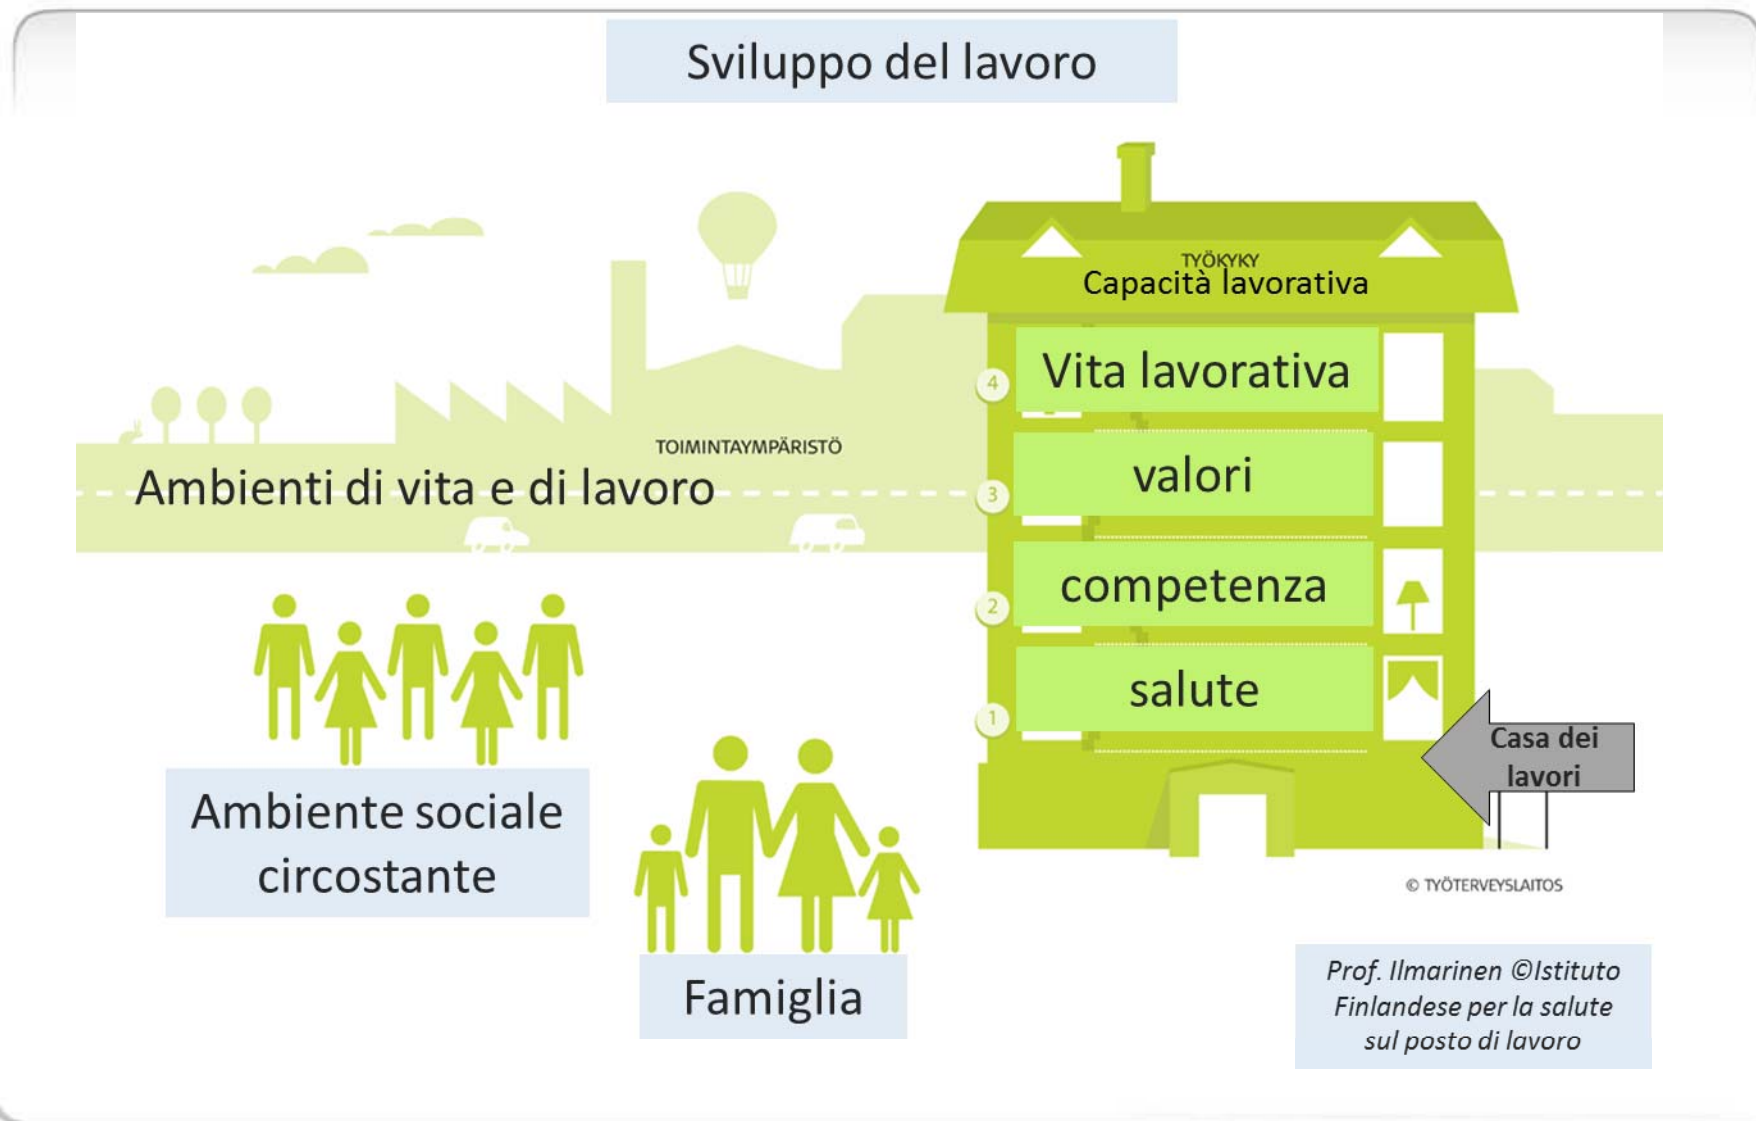 Sviluppo del lavoro
TYÖKYKY
Capacità lavorativa
4
Vita lavorativa
TOIMINTAYMPÄRISTÖ
Ambienti di vita e di lavoro
3
valori
2
competenza
1
salute
Casa dei
lavori
Ambiente sociale
circostante
Famiglia
© TYÖTERVEYSLAITOS
Prof. Ilmarinen ©Istituto
Finlandese per la salute
sul posto di lavoro